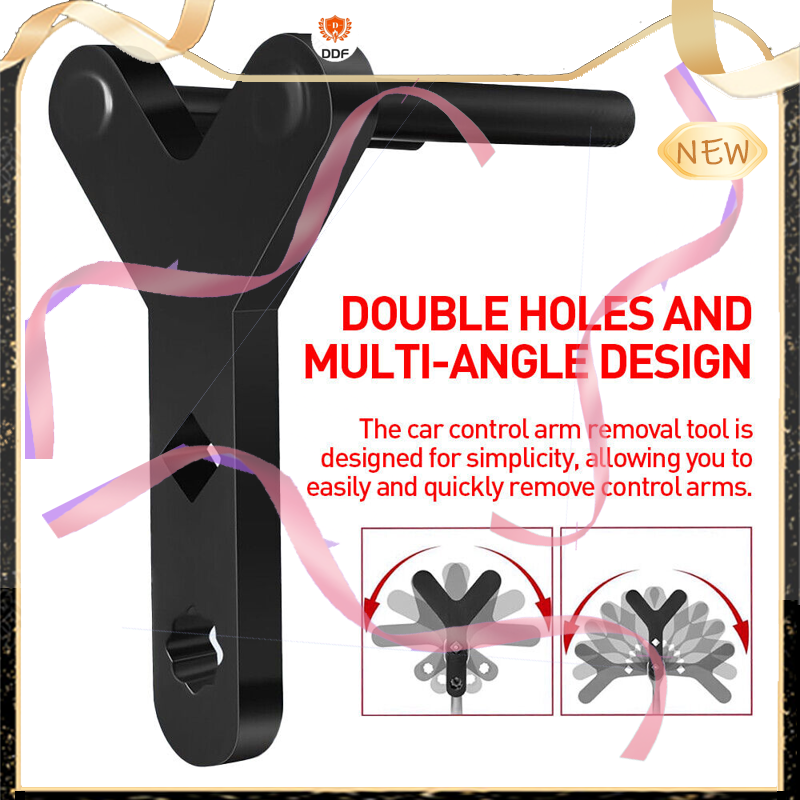 D
DDF
NEW
DOUBLE HOLES AND
MULTI-ANGLE DESIGN
The car control arm removal tool is
designed for simplicity, allowing you to
easily and quickly remove control arms.